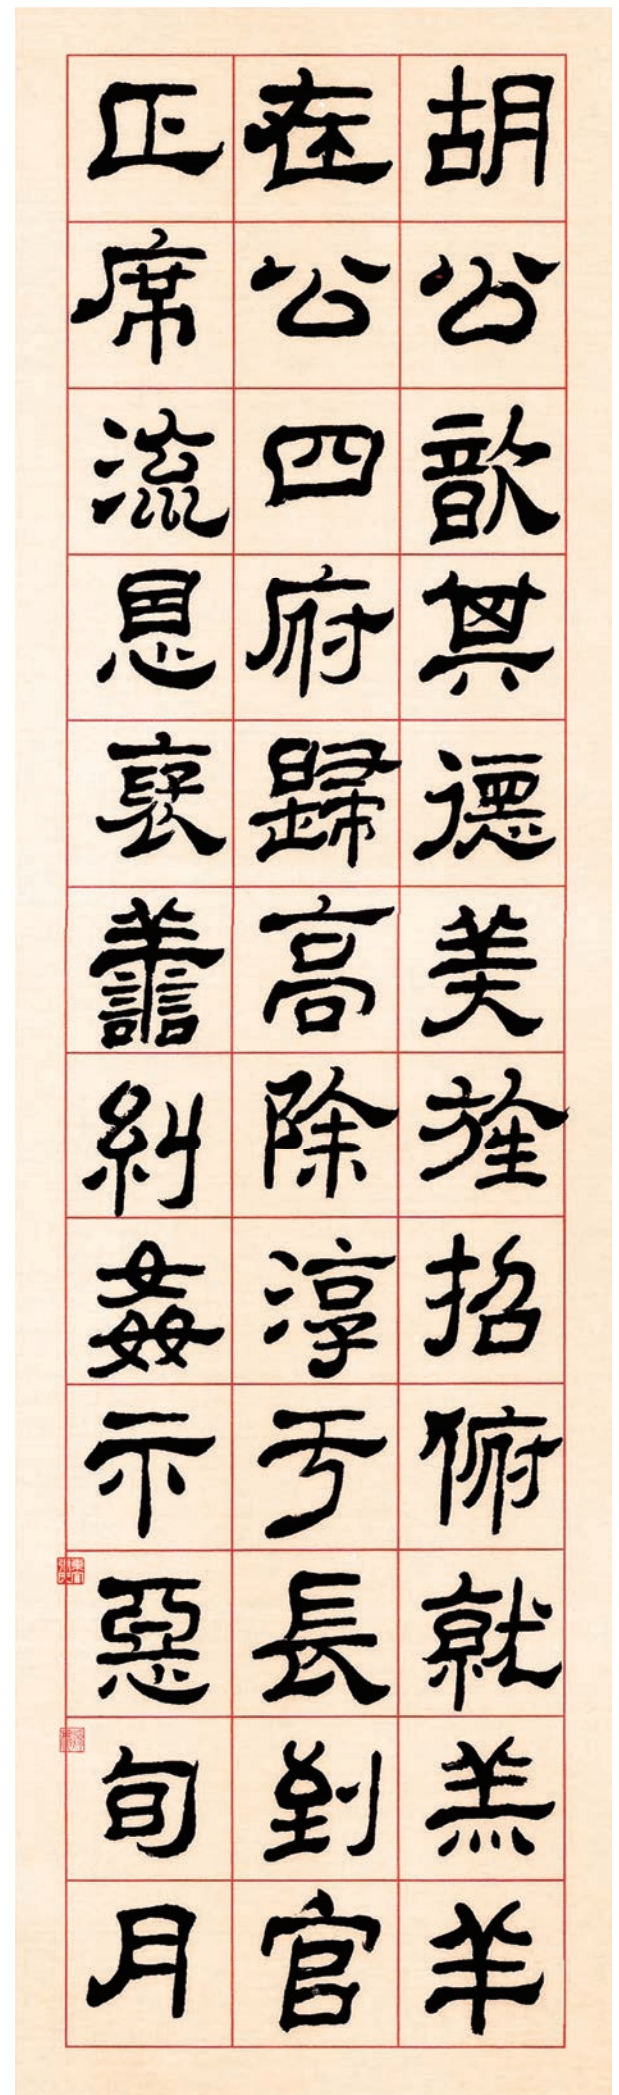 胡公歆其德美旌招俯就羔羊
在公四府歸高除淳于長到官
正席流恩褒譱糾姦示惡旬月